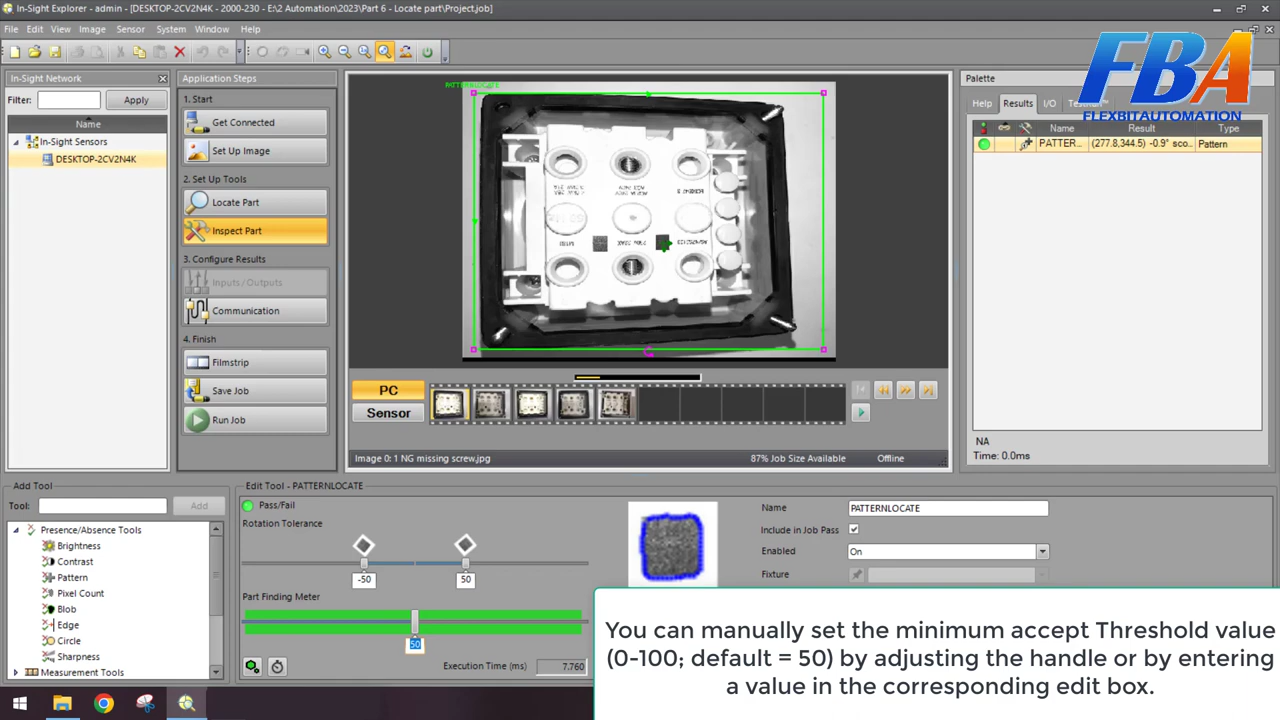 In-Sight Explorer - admin - [DESKTOP-2CV2N4K - 2000-230 - E:\2 Automation\2023\Part 6 - Locate part\Project.job]
File Edit View Image Sensor System Window Help
In-Sight Network
Filter:
Apply
Name
In-Sight Sensors
DESKTOP-2CV2N4K
Application Steps
1. Start
Get Connected
Set Up Image
2. Set Up Tools
Locate Part
Inspect Part
3. Configure Results
Inputs / Outputs
Communication
4. Finish
Filmstrip
Save Job
Run Job
PATTERNLOCATE
PC
Sensor
Image 0: 1 NG missing screw.jpg
87% Job Size Available
Offline
Palette
FBA
FLEXBITAUTOMATION
Help Results I/O
Name Result Type
PATTER... (277.8,344.5) -0.9° sco... Pattern
NA
Time: 0.0ms
Add Tool
Tool:
Add
Presence/Absence Tools
Brightness
Contrast
Pattern
Pixel Count
Blob
Edge
Circle
Sharpness
Measurement Tools
Edit Tool - PATTERNLOCATE
Pass/Fail
Rotation Tolerance
-50 50
Part Finding Meter
50
Execution Time (ms) 7.760
Name PATTERNLOCATE
Include in Job Pass
Enabled On
Fixture
You can manually set the minimum accept Threshold value
(0-100; default = 50) by adjusting the handle or by entering
a value in the corresponding edit box.